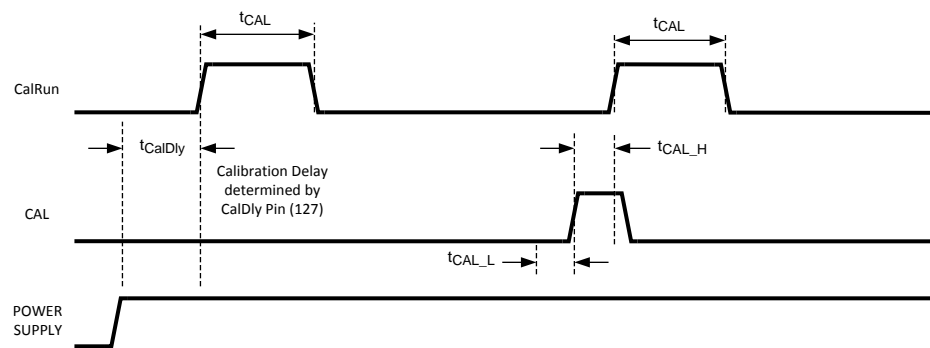 tCAL
tCAL
CalRun
tCalDly
Calibration Delay
determined by
CalDly Pin (127)
tCAL_H
CAL
tCAL_L
POWER
SUPPLY